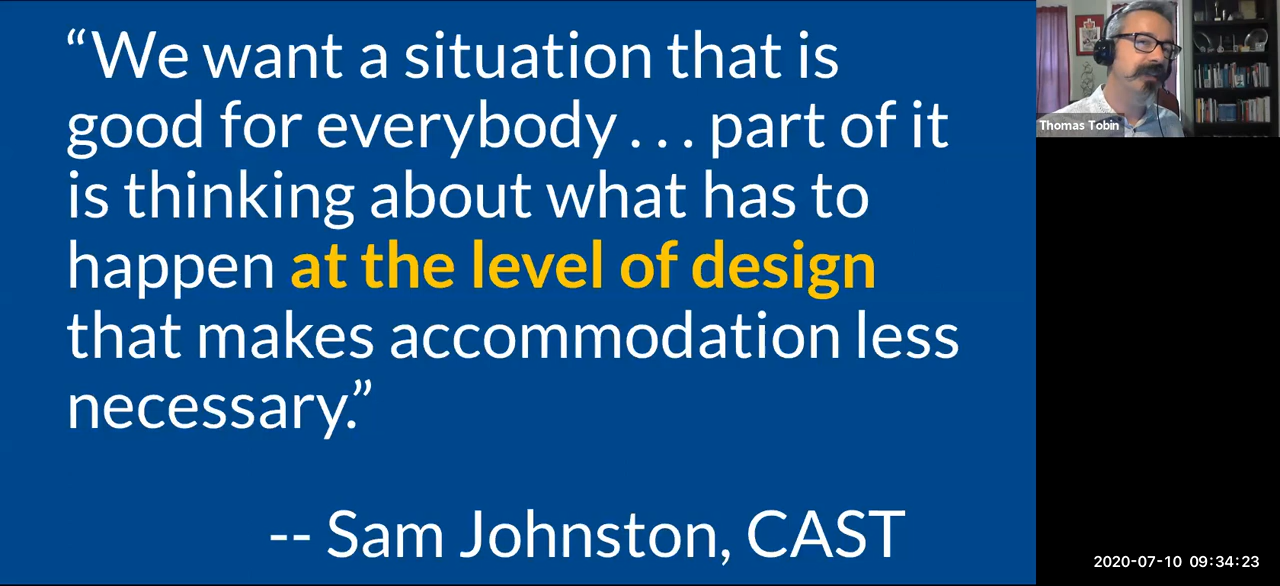 “We want a situation that is
good for everybody . . . part of it
is thinking about what has to
happen at the level of design
that makes accommodation less
necessary.”
-- Sam Johnston, CAST
Thomas Tobin
2020-07-10 09:34:23